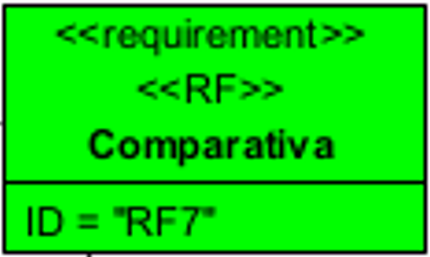 <<requirement>>
<<RF>>
Comparativa
ID = "RF7"